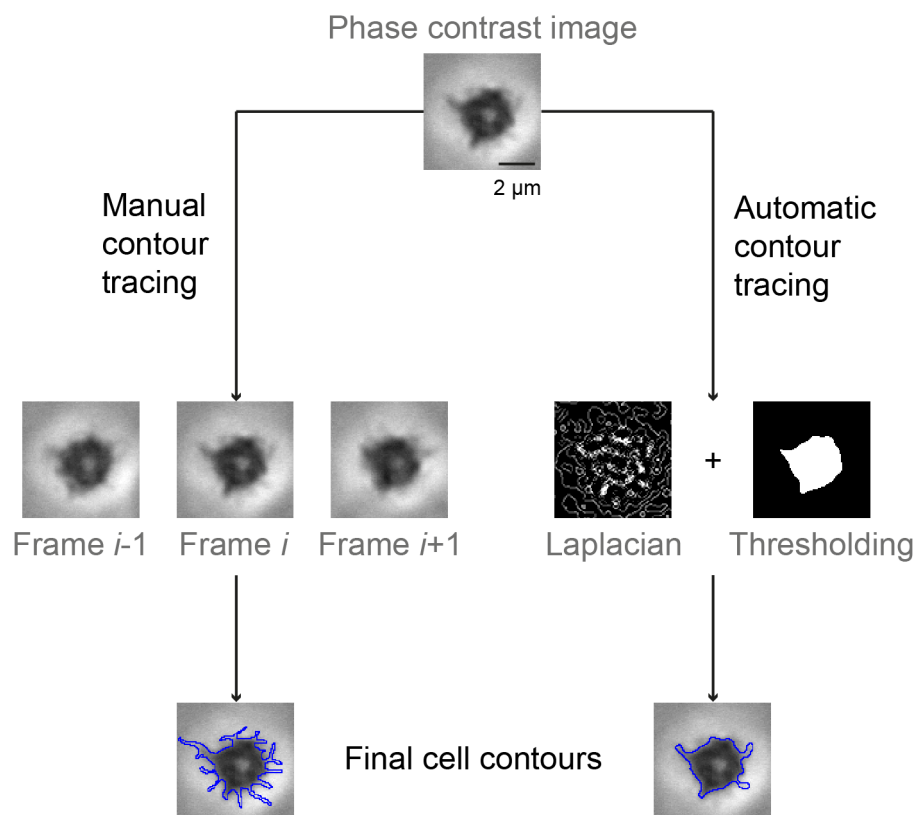 Phase contrast image
2 µm
Manual
contour
tracing
Automatic
contour
tracing
Frame i-1
Frame i
Frame i+1
+
Laplacian
Thresholding
Final cell contours